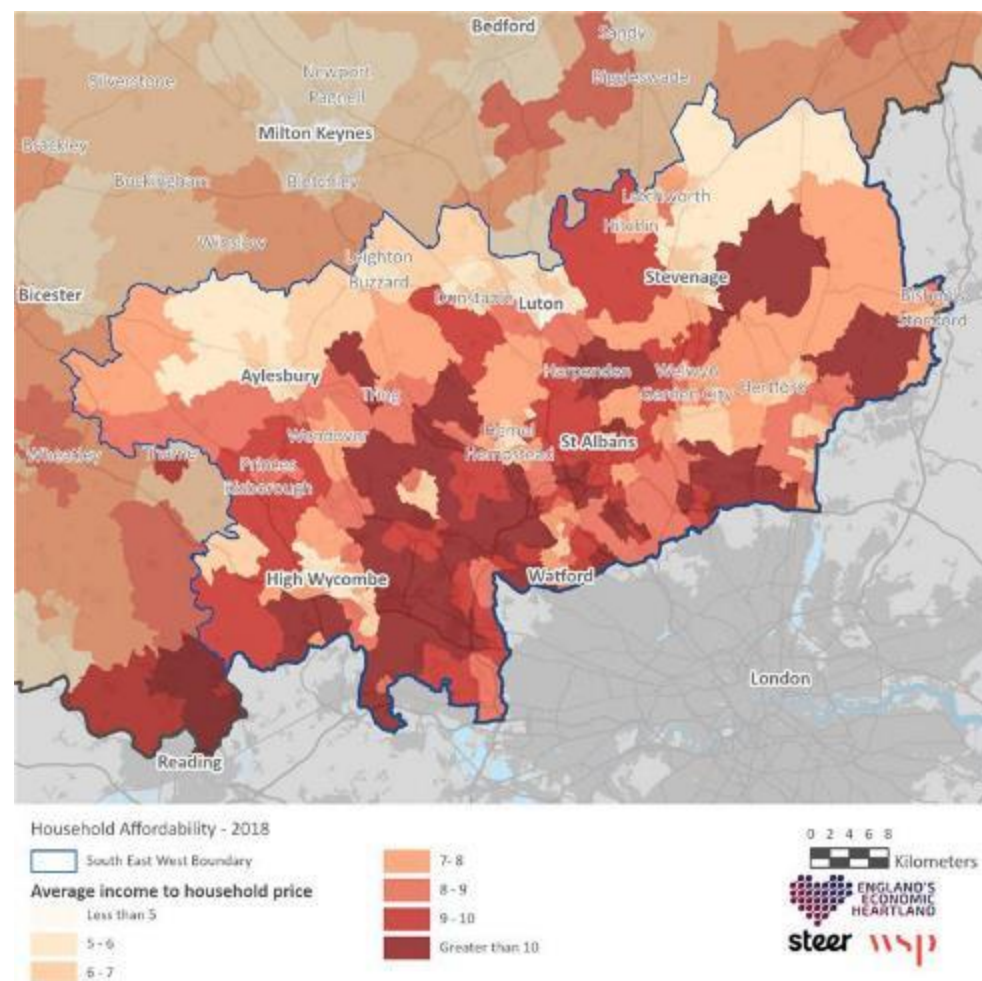 Bedford
Sandy
Biggleswade
Silverstone
Newport
Pagnell
Milton Keynes
Brackley
Buckingham
Bletchley
Letchworth
Hitchin
Winslow
Leighton
Buzzard
Stevenage
Bicester
Dunstable
Luton
Bishop's
Stortford
Aylesbury
Tring
Harpenden
Welwyn
Garden City
Hertford
Wendover
Hemel
Hempstead
St Albans
Wheatley
Thame
Princes
Risborough
High Wycombe
Watford
London
Reading
Household Affordability - 2018
South East West Boundary
Average income to household price
Less than 5
5 - 6
6 - 7
7- 8
8 - 9
9 - 10
Greater than 10
0 2 4 6 8
Kilometers
ENGLAND'S
ECONOMIC
HEARTLAND
steer wsp